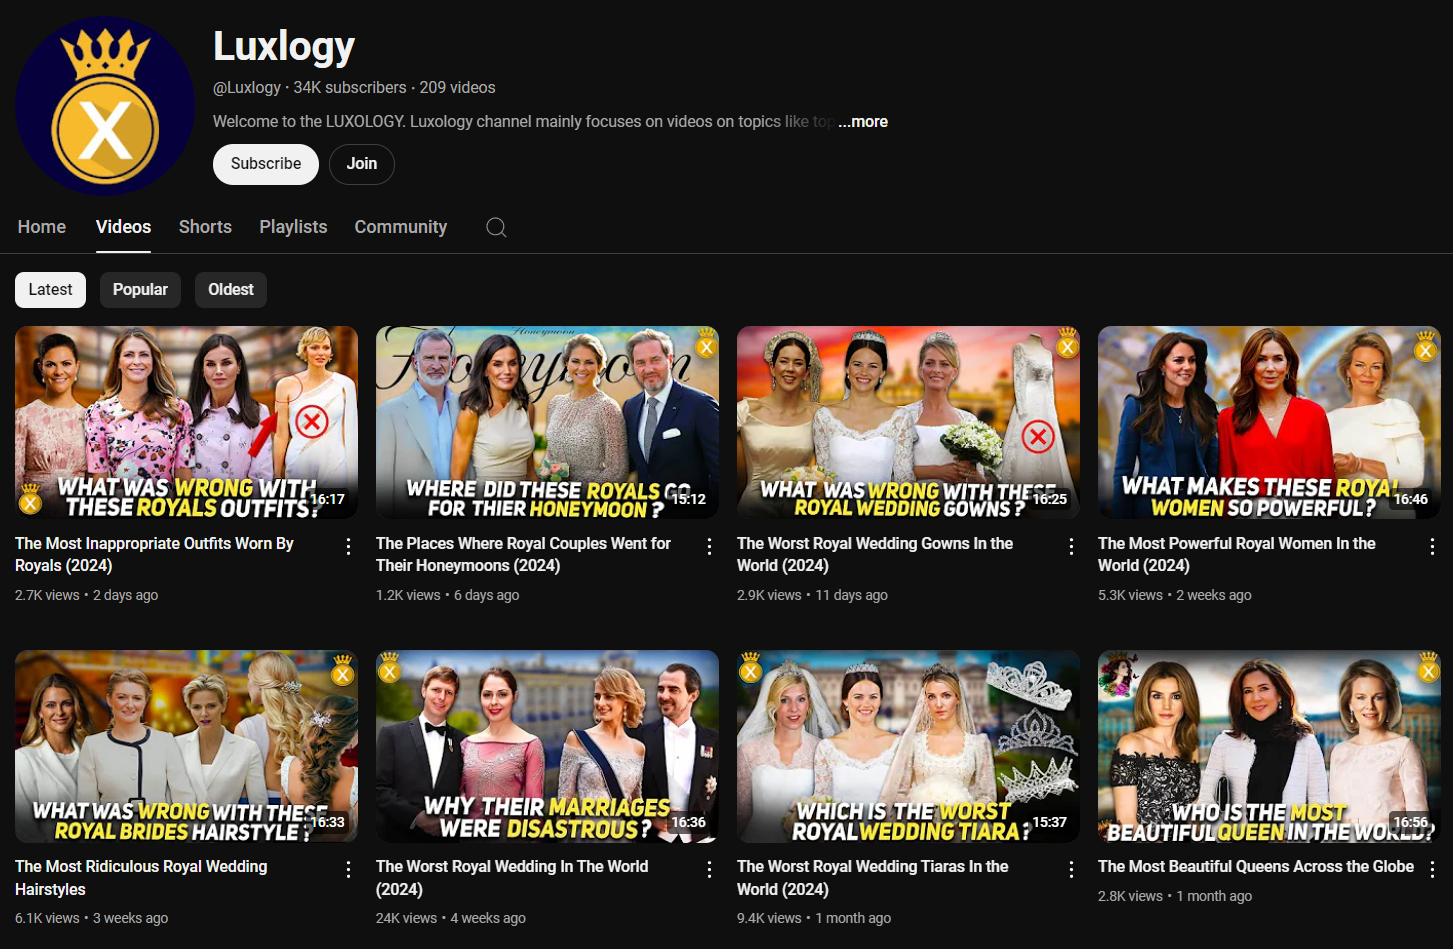 X
Luxlogy
@Luxlogy · 34K subscribers · 209 videos
Welcome to the LUXOLOGY. Luxology channel mainly focuses on videos on topics like top ...more
Subscribe
Join
Home
Videos
Shorts
Playlists
Community
Latest
Popular
Oldest
WHAT WAS WRONG WITH
THESE ROYALS OUTFITS?
X
16:17
The Most Inappropriate Outfits Worn By
Royals (2024)
2.7K views • 2 days ago
Honeymoon
Honeymoon
X
WHERE DID THESE ROYALS GO
FOR THIER HONEYMOON ?
15:12
The Places Where Royal Couples Went for
Their Honeymoons (2024)
1.2K views • 6 days ago
X
WHAT WAS WRONG WITH THESE
ROYAL WEDDING GOWNS ?
16:25
The Worst Royal Wedding Gowns In the
World (2024)
2.9K views • 11 days ago
X
WHAT MAKES THESE ROYAL
WOMEN SO POWERFUL?
16:46
The Most Powerful Royal Women In the
World (2024)
5.3K views • 2 weeks ago
X
WHAT WAS WRONG WITH THESE
ROYAL BRIDES HAIRSTYLE ?
16:33
The Most Ridiculous Royal Wedding
Hairstyles
6.1K views • 3 weeks ago
X
WHY THEIR MARRIAGES
WERE DISASTROUS ?
16:36
The Worst Royal Wedding In The World
(2024)
24K views • 4 weeks ago
X
WHICH IS THE WORST
ROYAL WEDDING TIARA ?
15:37
The Worst Royal Wedding Tiaras In the
World (2024)
9.4K views • 1 month ago
X
WHO IS THE MOST
BEAUTIFUL QUEEN IN THE WORLD?
16:56
The Most Beautiful Queens Across the Globe
2.8K views • 1 month ago